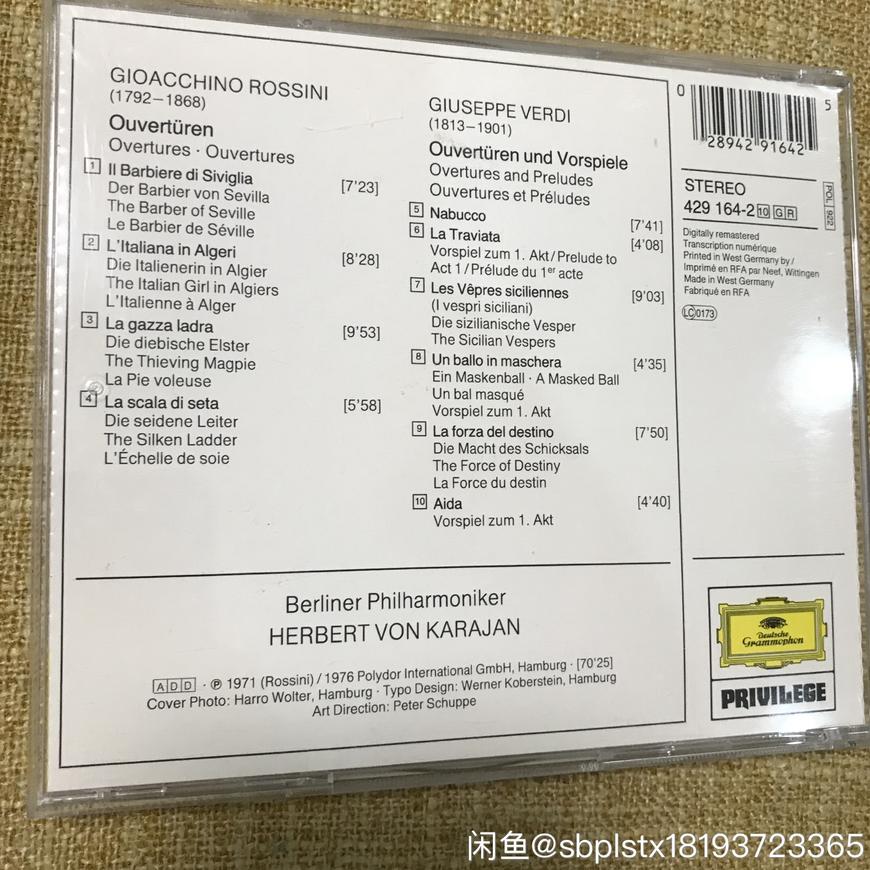 GIOACCHINO ROSSINI
(1792–1868)
Ouvertüren
Overtures · Ouvertures
1 Il Barbiere di Siviglia [7'23]
Der Barbier von Sevilla
The Barber of Seville
Le Barbier de Séville
2 L'Italiana in Algeri [8'28]
Die Italienerin in Algier
The Italian Girl in Algiers
L'Italienne à Alger
3 La gazza ladra [9'53]
Die diebische Elster
The Thieving Magpie
La Pie voleuse
4 La scala di seta [5'58]
Die seidene Leiter
The Silken Ladder
L'Échelle de soie
GIUSEPPE VERDI
(1813–1901)
Ouvertüren und Vorspiele
Overtures and Preludes
Ouvertures et Préludes
5 Nabucco [7'41]
6 La Traviata [4'08]
Vorspiel zum 1. Akt/Prelude to
Act 1/Prélude du 1er acte
7 Les Vêpres siciliennes [9'03]
(I vespri siciliani)
Die sizilianische Vesper
The Sicilian Vespers
8 Un ballo in maschera [4'35]
Ein Maskenball · A Masked Ball
Un bal masqué
Vorspiel zum 1. Akt
9 La forza del destino [7'50]
Die Macht des Schicksals
The Force of Destiny
La Force du destin
10 Aida [4'40]
Vorspiel zum 1. Akt
Berliner Philharmoniker
HERBERT VON KARAJAN
ADD · ℗ 1971 (Rossini) / 1976 Polydor International GmbH, Hamburg · [70'25]
Cover Photo: Harro Wolter, Hamburg · Typo Design: Werner Koberstein, Hamburg
Art Direction: Peter Schuppe
0 28942 91642 5
STEREO
429 164-2 10 GR
POL 922
Digitally remastered
Transcription numérique
Printed in West Germany by /
Imprimé en RFA par Neef, Wittingen
Made in West Germany
Fabriqué en RFA
LC 0173
Deutsche
Grammophon
PRIVILEGE
闲鱼@sbplstx18193723365